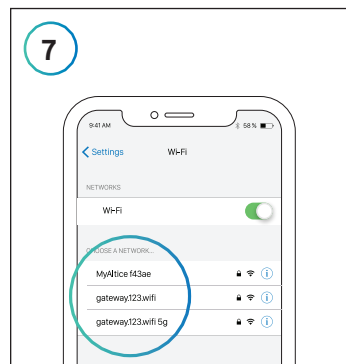 7
9:41 AM
58%
Settings
Wi-Fi
NETWORKS
Wi-Fi
CHOOSE A NETWORK...
MyAltice f43ae
gateway.123.wifi
gateway.123.wifi 5g